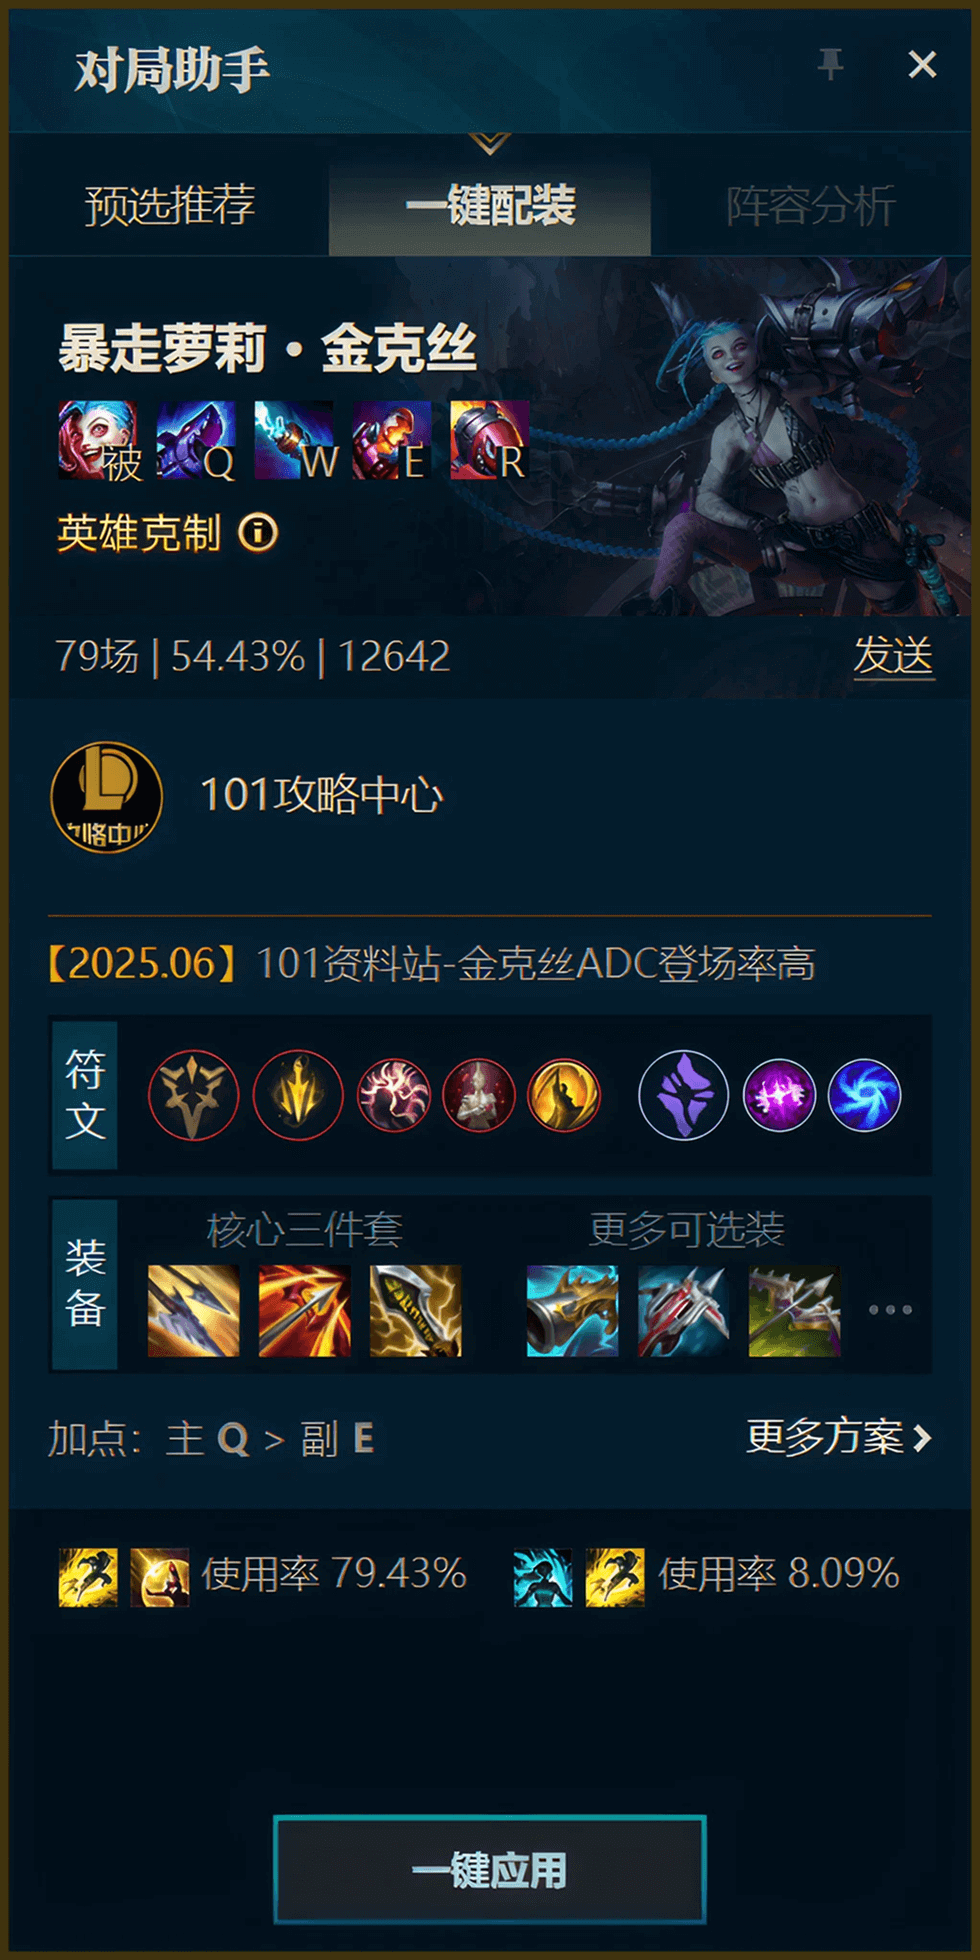 对局助手
预选推荐 一键配装 阵容分析
暴走萝莉·金克丝
被 Q W E R
英雄克制
79场 | 54.43% | 12642 发送
101攻略中心
【2025.06】101资料站-金克丝ADC登场率高
符文
核心三件套 更多可选装
装备
加点：主 Q > 副 E 更多方案
使用率 79.43% 使用率 8.09%
一键应用